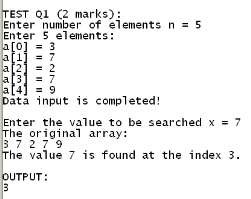 TEST Q1 (2 marks):
Enter number of elements n = 5
Enter 5 elements:
a[0] = 3
a[1] = 7
a[2] = 2
a[3] = 7
a[4] = 9
Data input is completed!
Enter the value to be searched x = 7
The original array:
3 7 2 7 9
The value 7 is found at the index 3.
OUTPUT:
3